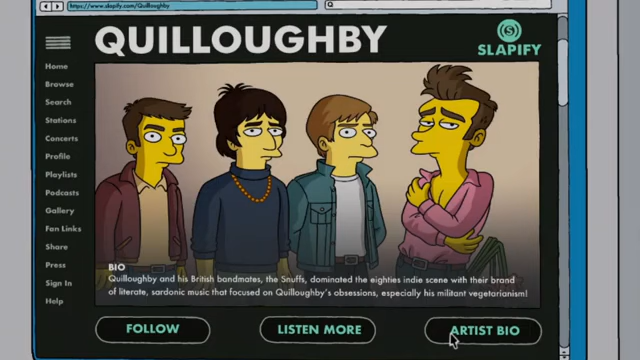 https://www.slapify.com/Quilloughby
QUILLOUGHBY
SLAPIFY
Home
Browse
Search
Stations
Concerts
Profile
Playlists
Podcasts
Gallery
Fan Links
Share
Press
Sign In
Help
BIO
Quilloughby and his British bandmates, the Snuffs, dominated the eighties indie scene with their brand
of literate, sardonic music that focused on Quilloughby's obsessions, especially his militant vegetarianism!
FOLLOW
LISTEN MORE
ARTIST BIO